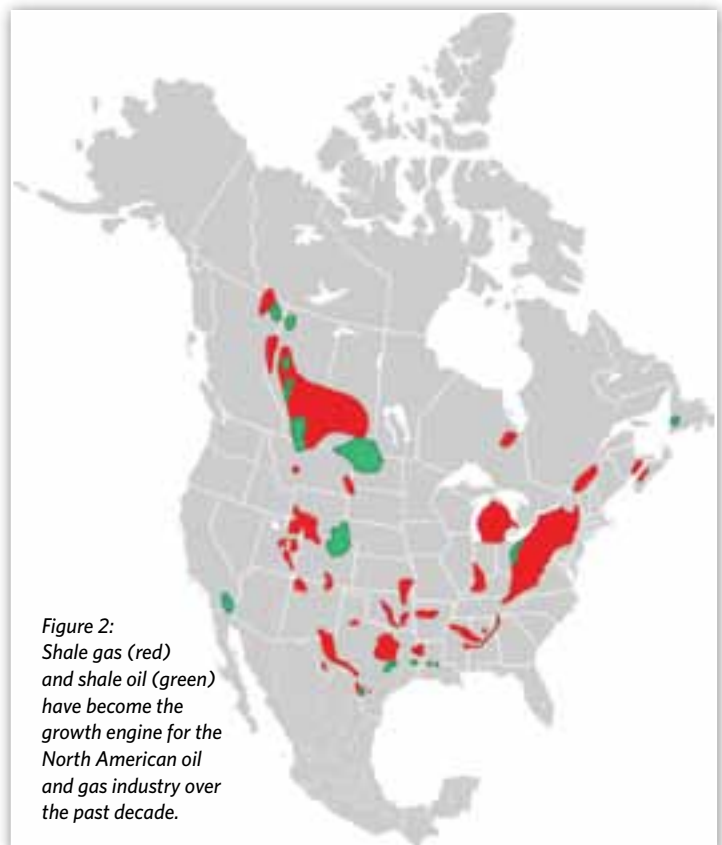 Figure 2:
Shale gas (red)
and shale oil (green)
have become the
growth engine for the
North American oil
and gas industry over
the past decade.